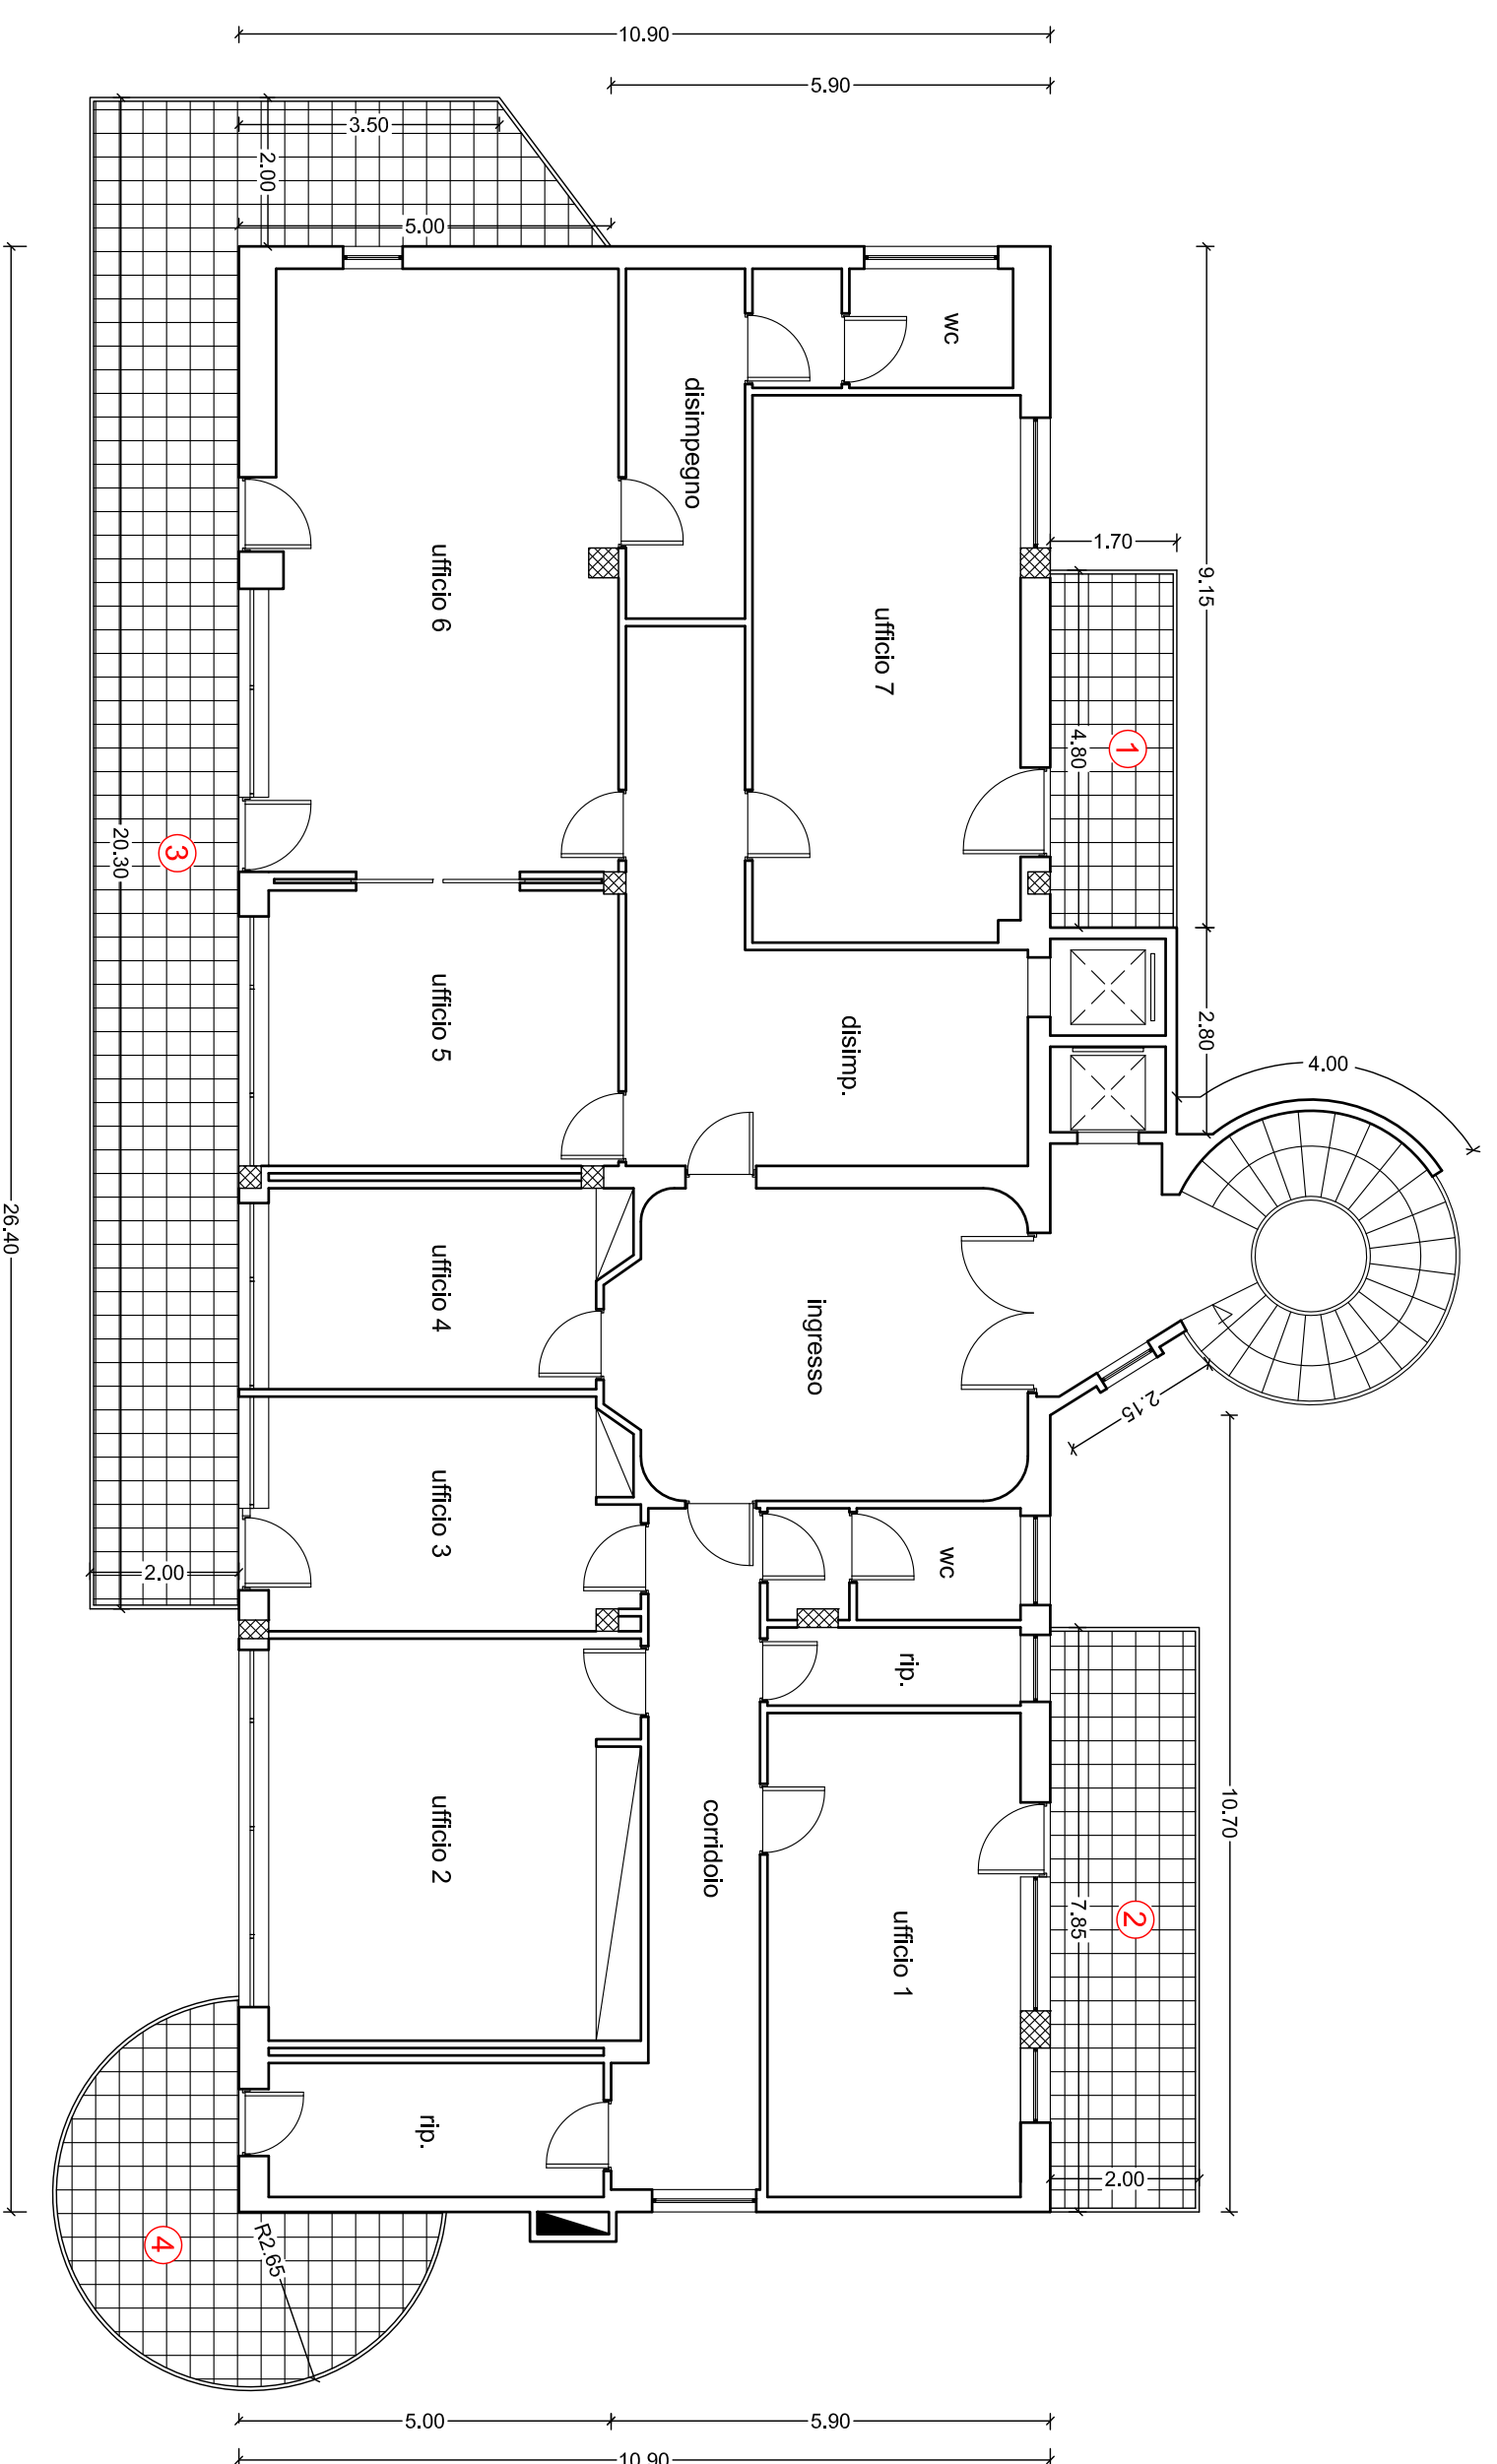 10.90
5.90
3.50
2.00
5.00
wc
disimpegno
1.70
9.15
ufficio 6
ufficio 7
1
4.80
3
20.30
ufficio 5
disimp.
2.80
4.00
26.40
ufficio 4
ingresso
2.15
ufficio 3
wc
2.00
rip.
10.70
ufficio 2
corridoio
ufficio 1
2
7.85
rip.
2.00
4
R2.65
5.00
5.90
10.90